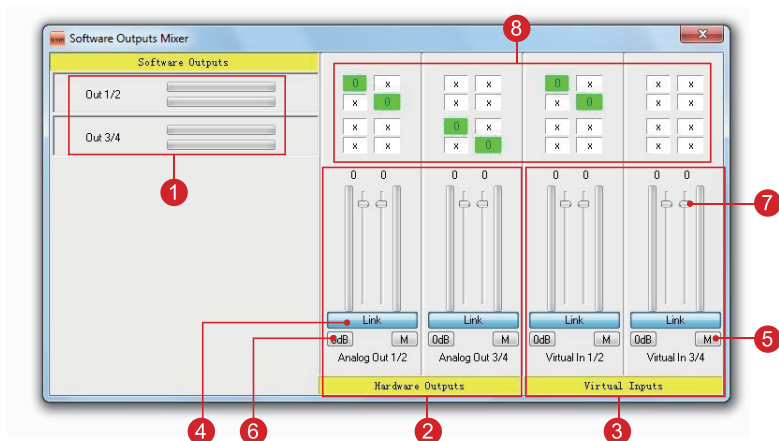 Software Outputs Mixer
8
Software Outputs
Out 1/2
Out 3/4
1
0 x 0 x
x 0 x x x 0 x x
x x 0 x x x x x
x x x 0 x x x x
0 0 0 0 0 0 0 0
7
Link Link Link Link
0dB M 0dB M 0dB M 0dB M
5
Analog Out 1/2 Analog Out 3/4 Virtual In 1/2 Virtual In 3/4
Hardware Outputs Virtual Inputs
4 6 2 3